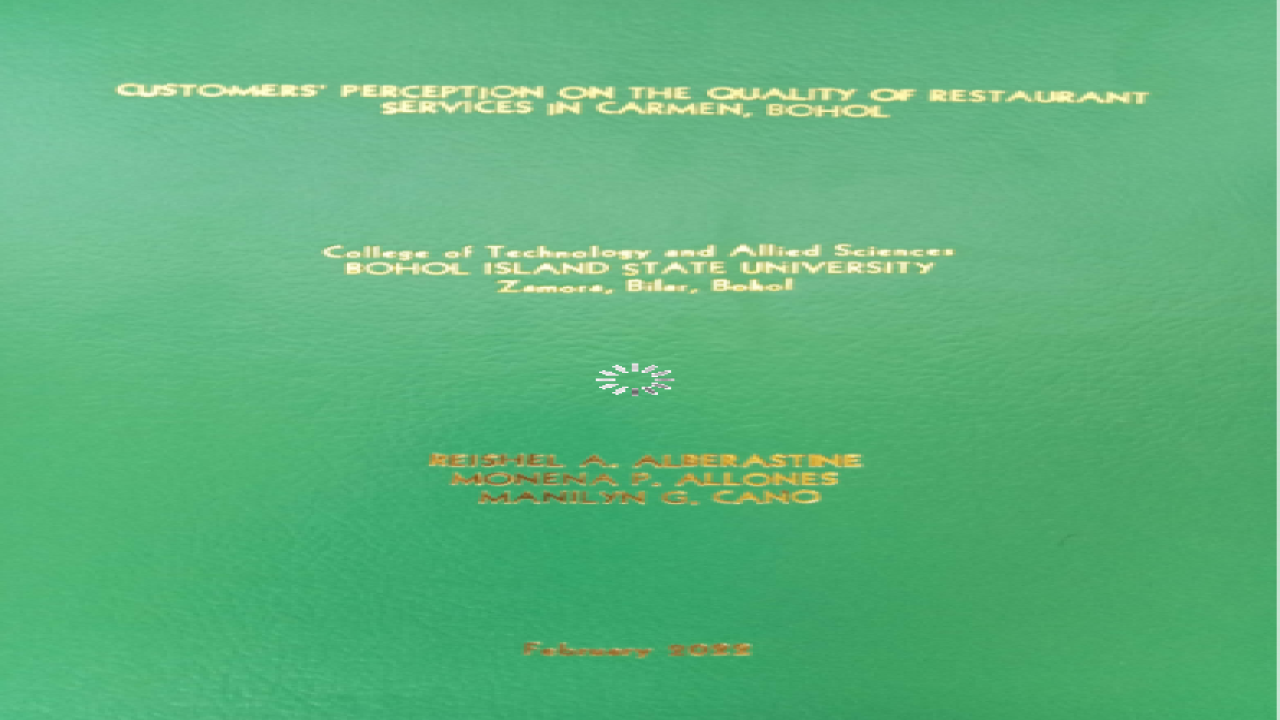 CUSTOMERS' PERCEPTION ON THE QUALITY OF RESTAURANT
SERVICES IN CARMEN, BOHOL
College of Technology and Allied Sciences
BOHOL ISLAND STATE UNIVERSITY
Zamora, Bilar, Bohol
REISHEL A. ALBERASTINE
MONENA P. ALLONES
MANILYN G. CANO
February 2022